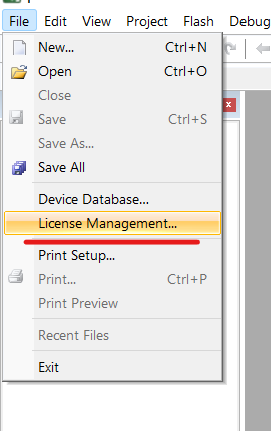 File Edit View Project Flash Debug
New... Ctrl+N
Open Ctrl+O
Close
Save Ctrl+S
Save As...
Save All
Device Database...
License Management...
Print Setup...
Print... Ctrl+P
Print Preview
Recent Files
Exit